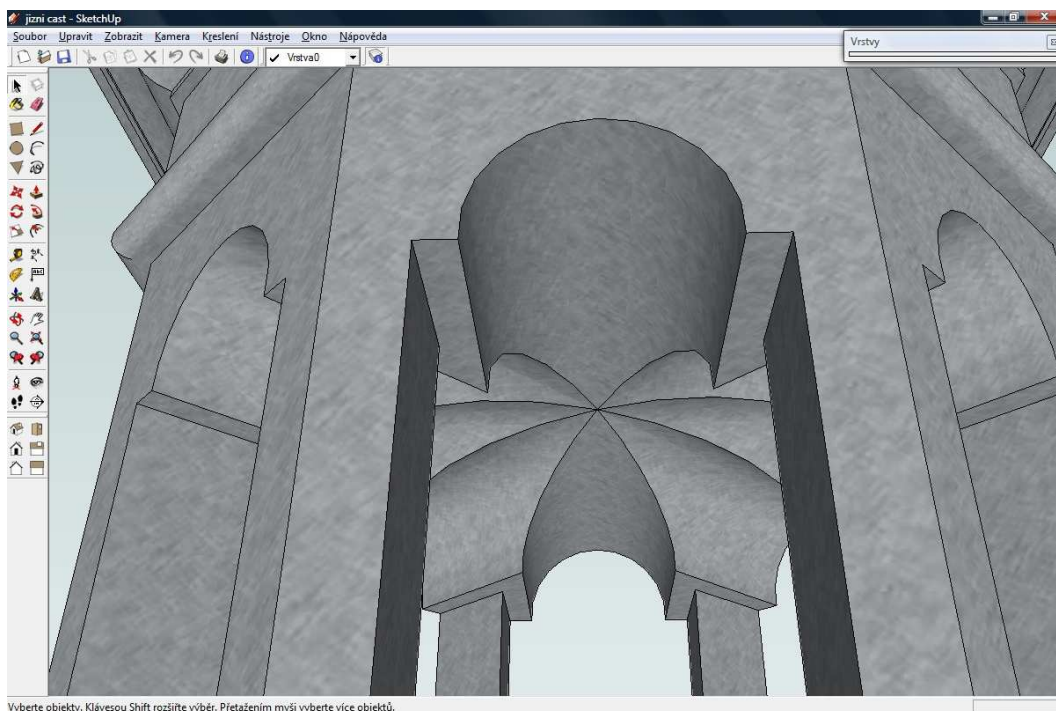 jizni cast - SketchUp
Soubor Upravit Zobrazit Kamera Kreslení Nástroje Okno Nápověda
Vrstvy
Vrstva0
Vyberte objekty. Klávesou Shift rozšiřte výběr. Přetažením myši vyberte více objektů.